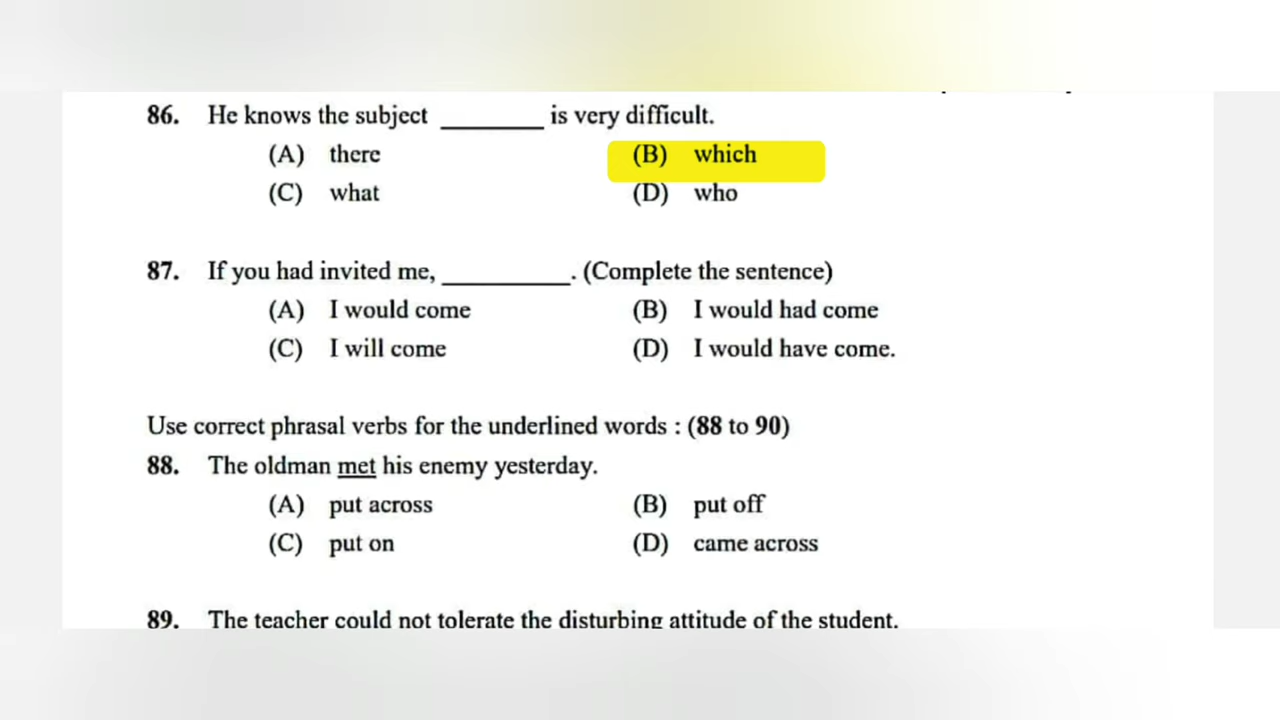 86. He knows the subject ________ is very difficult.
(A) there (B) which
(C) what (D) who
87. If you had invited me, __________. (Complete the sentence)
(A) I would come (B) I would had come
(C) I will come (D) I would have come.
Use correct phrasal verbs for the underlined words : (88 to 90)
88. The oldman met his enemy yesterday.
(A) put across (B) put off
(C) put on (D) came across
89. The teacher could not tolerate the disturbing attitude of the student.